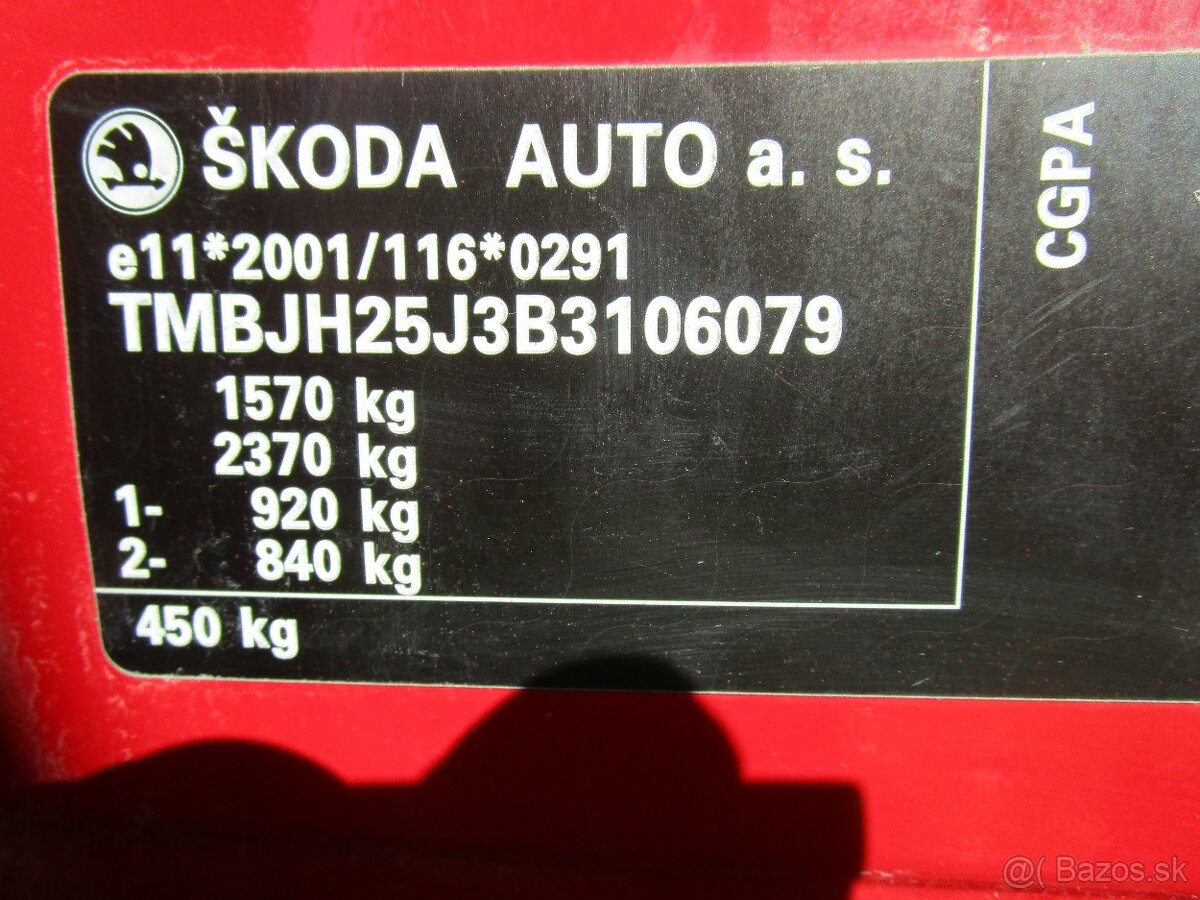 ŠKODA AUTO a. s.
e11*2001/116*0291
TMBJH25J3B3106079
1570 kg
2370 kg
1- 920 kg
2- 840 kg
450 kg
CGPA
@( Bazos.sk